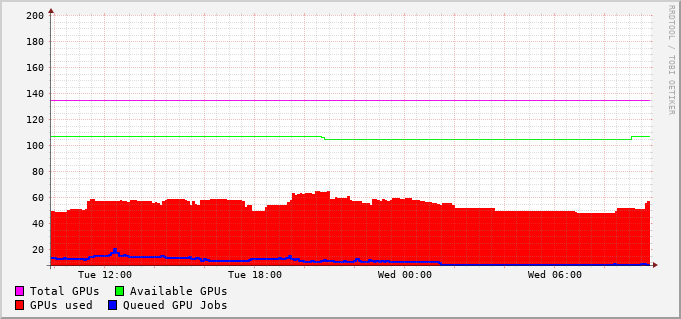 200
180
160
140
120
100
80
60
40
20
Tue 12:00 Tue 18:00 Wed 00:00 Wed 06:00
Total GPUs Available GPUs
GPUs used Queued GPU Jobs
RRDTOOL / TOBI OETIKER